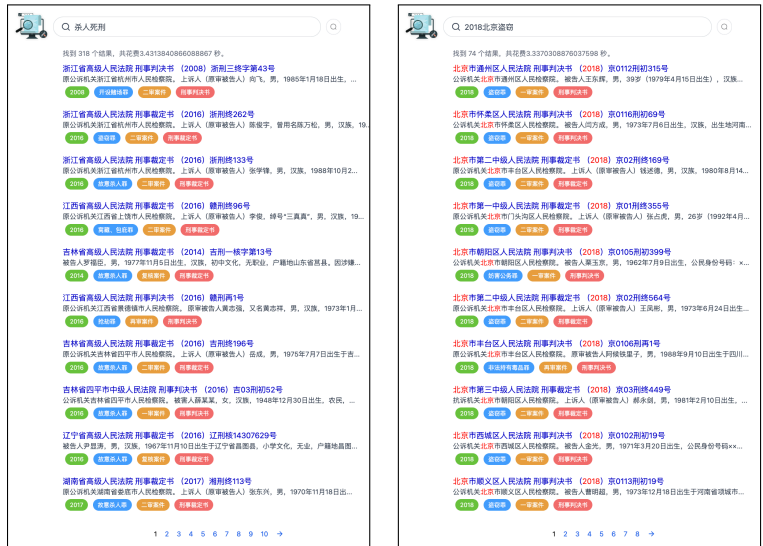 杀人死刑
找到 318 个结果，共花费3.4313840866088867 秒。
浙江省高级人民法院 刑事判决书 （2008）浙刑三终字第43号
原公诉机关浙江省杭州市人民检察院。上诉人（原审被告人）向飞，男，1985年1月18日出生，...
2008 开设赌场罪 二审案件 刑事判决书
浙江省高级人民法院 刑事裁定书 （2016）浙刑终262号
原公诉机关浙江省杭州市人民检察院。上诉人（原审被告人）陈俊宇，曾用名陈万松，男，汉族，19...
2016 盗窃罪 二审案件 刑事裁定书
浙江省高级人民法院 刑事裁定书 （2016）浙刑终133号
原公诉机关浙江省杭州市人民检察院。上诉人（原审被告人）张学锋，男，汉族，1988年10月2...
2016 故意杀人罪 二审案件 刑事裁定书
江西省高级人民法院 刑事裁定书 （2016）赣刑终96号
原公诉机关江西省上饶市人民检察院。上诉人（原审被告人）李俊，绰号“三真真”，男，汉族，19...
2016 窝藏、包庇罪 二审案件 刑事裁定书
吉林省高级人民法院 刑事判决书 （2014）吉刑一核字第13号
被告人罗福臣，男，1977年11月5日出生，汉族，初中文化，无职业，户籍地山东省莒县。因涉嫌...
2014 故意杀人罪 复核案件 刑事判决书
江西省高级人民法院 刑事判决书 （2016）赣刑再1号
原公诉机关江西省景德镇市人民检察院。原审被告人黄志强，又名黄志祥，男，汉族，1973年1月...
2016 抢劫罪 再审案件 刑事判决书
吉林省高级人民法院 刑事裁定书 （2016）吉刑终196号
原公诉机关吉林省四平市人民检察院。上诉人（原审被告人）岳成，男，1975年7月7日出生于吉...
2016 故意杀人罪 二审案件 刑事裁定书
吉林省四平市中级人民法院 刑事判决书 （2016）吉03刑初52号
公诉机关吉林省四平市人民检察院。被害人薛某某，女，汉族，1948年12月30日出生，农民，...
2016 故意杀人罪 一审案件 刑事判决书
辽宁省高级人民法院 刑事裁定书 （2016）辽刑核14307629号
被告人尹显涛，男，汉族，1967年11月10日出生于辽宁省昌图县，小学文化，无业，户籍地昌图...
2016 故意杀人罪 复核案件 刑事裁定书
湖南省高级人民法院 刑事裁定书 （2017）湘刑终113号
原公诉机关湖南省娄底市人民检察院。上诉人（原审被告人）张东兴，男，1970年11月18日出...
2017 故意杀人罪 二审案件 刑事裁定书
1 2 3 4 5 6 7 8 9 10 →
2018北京盗窃
找到 74 个结果，共花费3.3370308876037598 秒。
北京市通州区人民法院 刑事判决书 （2018）京0112刑初315号
公诉机关北京市通州区人民检察院。被告人王东辉，男，39岁（1979年4月15日出生），汉族...
2018 盗窃罪 一审案件 刑事判决书
北京市怀柔区人民法院 刑事判决书 （2018）京0116刑初69号
公诉机关北京市怀柔区人民检察院。被告人闫方成，男，1973年7月6日出生，汉族，出生地河南...
2018 盗窃罪 一审案件 刑事判决书
北京市第二中级人民法院 刑事裁定书 （2018）京02刑终169号
原公诉机关北京市丰台区人民检察院。上诉人（原审被告人）钱述德，男，汉族，1980年8月14...
2018 盗窃罪 二审案件 刑事裁定书
北京市第一中级人民法院 刑事裁定书 （2018）京01刑终355号
原公诉机关北京市门头沟区人民检察院。上诉人（原审被告人）张占虎，男，26岁（1992年4月...
2018 盗窃罪 二审案件 刑事裁定书
北京市朝阳区人民法院 刑事判决书 （2018）京0105刑初399号
公诉机关北京市朝阳区人民检察院。被告人栗玉京，男，1962年7月9日出生，公民身份号码：×...
2018 妨害公务罪 一审案件 刑事判决书
北京市第二中级人民法院 刑事裁定书 （2018）京02刑终564号
原公诉机关北京市丰台区人民检察院。上诉人（原审被告人）王凤彬，男，1973年6月24日出生...
2018 盗窃罪 二审案件 刑事裁定书
北京市丰台区人民法院 刑事判决书 （2018）京0106刑再1号
原公诉机关北京市丰台区人民检察院。原审被告人阿候铁里子，男，1988年9月10日出生于四川...
2018 非法持有毒品罪 再审案件 刑事判决书
北京市第三中级人民法院 刑事裁定书 （2018）京03刑终449号
抗诉机关北京市朝阳区人民检察院。上诉人（原审被告人）郝永剑，男，1981年2月10日出生，...
2018 盗窃罪 二审案件 刑事裁定书
北京市西城区人民法院 刑事判决书 （2018）京0102刑初19号
公诉机关北京市西城区人民检察院。被告人金光，男，1971年3月20日出生，公民身份号码××...
2018 盗窃罪 一审案件 刑事判决书
北京市顺义区人民法院 刑事判决书 （2018）京0113刑初19号
公诉机关北京市顺义区人民检察院。被告人曹明超，男，1973年12月18日出生于河南省项城市...
2018 盗窃罪 一审案件 刑事判决书
1 2 3 4 5 6 7 8 →